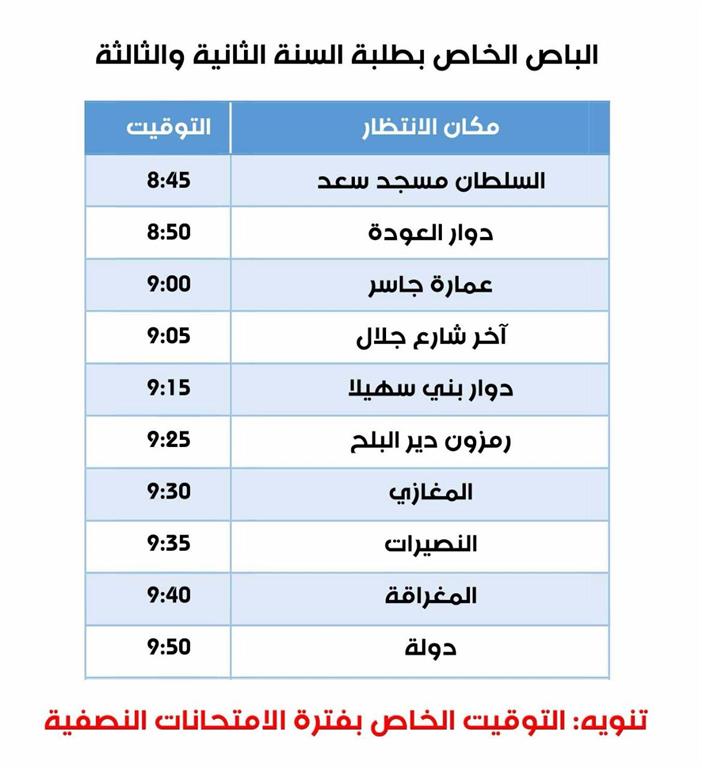 الباص الخاص بطلبة السنة الثانية والثالثة
مكان الانتظار التوقيت
السلطان مسجد سعد 8:45
دوار العودة 8:50
عمارة جاسر 9:00
آخر شارع جلال 9:05
دوار بني سهيلا 9:15
رمزون دير البلح 9:25
المغازي 9:30
النصيرات 9:35
المغراقة 9:40
دولة 9:50
تنويه: التوقيت الخاص بفترة الامتحانات النصفية